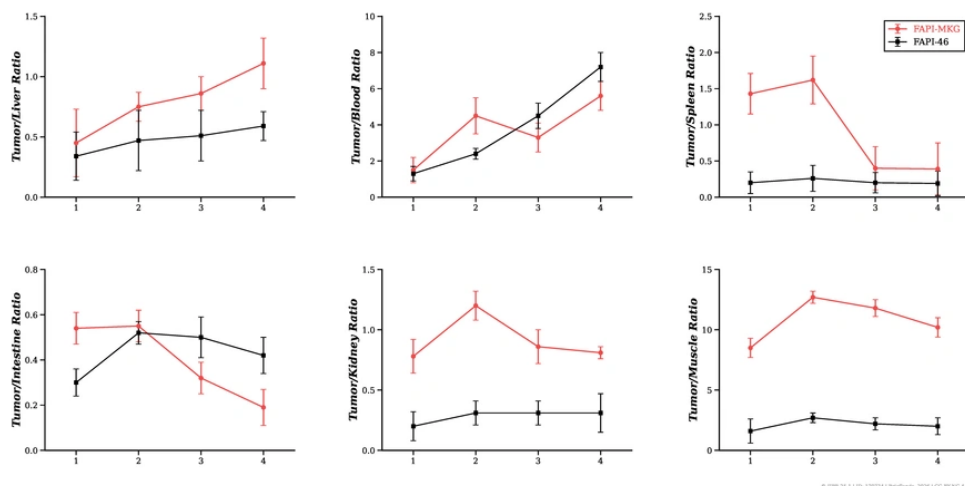 Tumor/Liver Ratio
1.5
1.0
0.5
0.0
1 2 3 4
Tumor/Blood Ratio
10
8
6
4
2
0
1 2 3 4
Tumor/Spleen Ratio
2.5
2.0
1.5
1.0
0.5
0.0
1 2 3 4
FAPI-MKG
FAPI-46
Tumor/Intestine Ratio
0.8
0.6
0.4
0.2
0.0
1 2 3 4
Tumor/Kidney Ratio
1.5
1.0
0.5
0.0
1 2 3 4
Tumor/Muscle Ratio
15
10
5
0
1 2 3 4